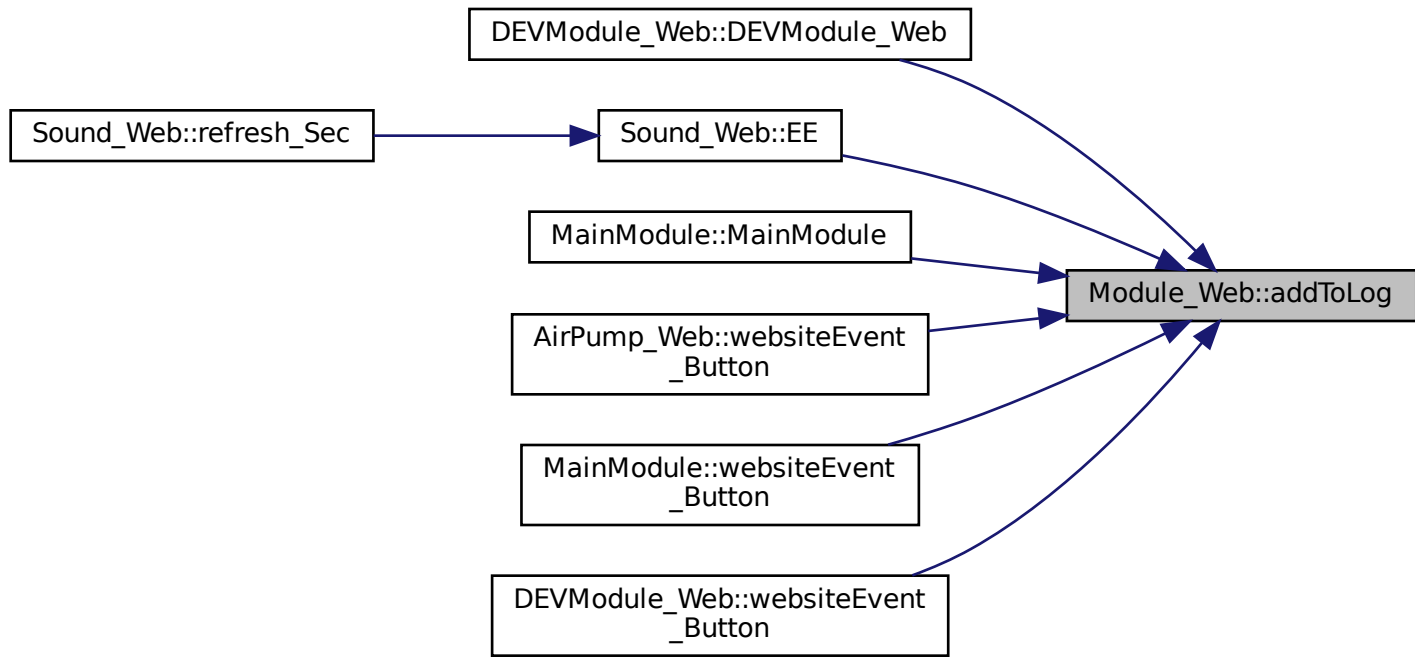 DEVModule_Web::DEVModule_Web
Sound_Web::refresh_Sec
Sound_Web::EE
MainModule::MainModule
Module_Web::addToLog
AirPump_Web::websiteEvent
_Button
MainModule::websiteEvent
_Button
DEVModule_Web::websiteEvent
_Button